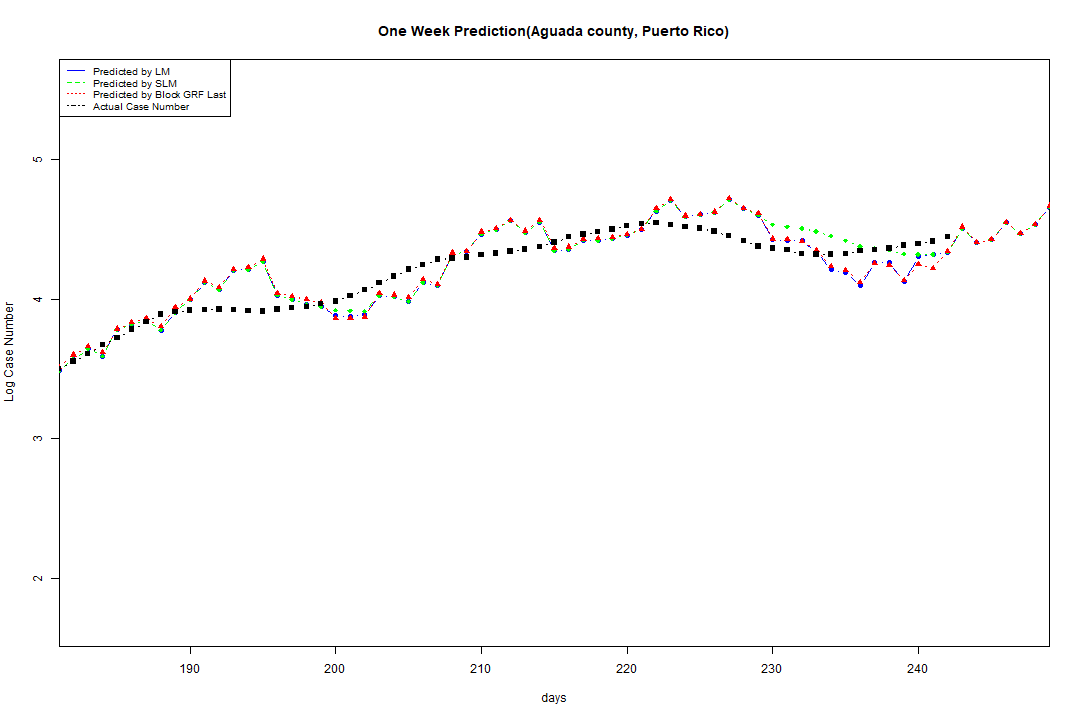 One Week Prediction(Aguada county, Puerto Rico)
Predicted by LM
Predicted by SLM
Predicted by Block GRF Last
Actual Case Number
5
4
3
2
Log Case Number
190 200 210 220 230 240
days